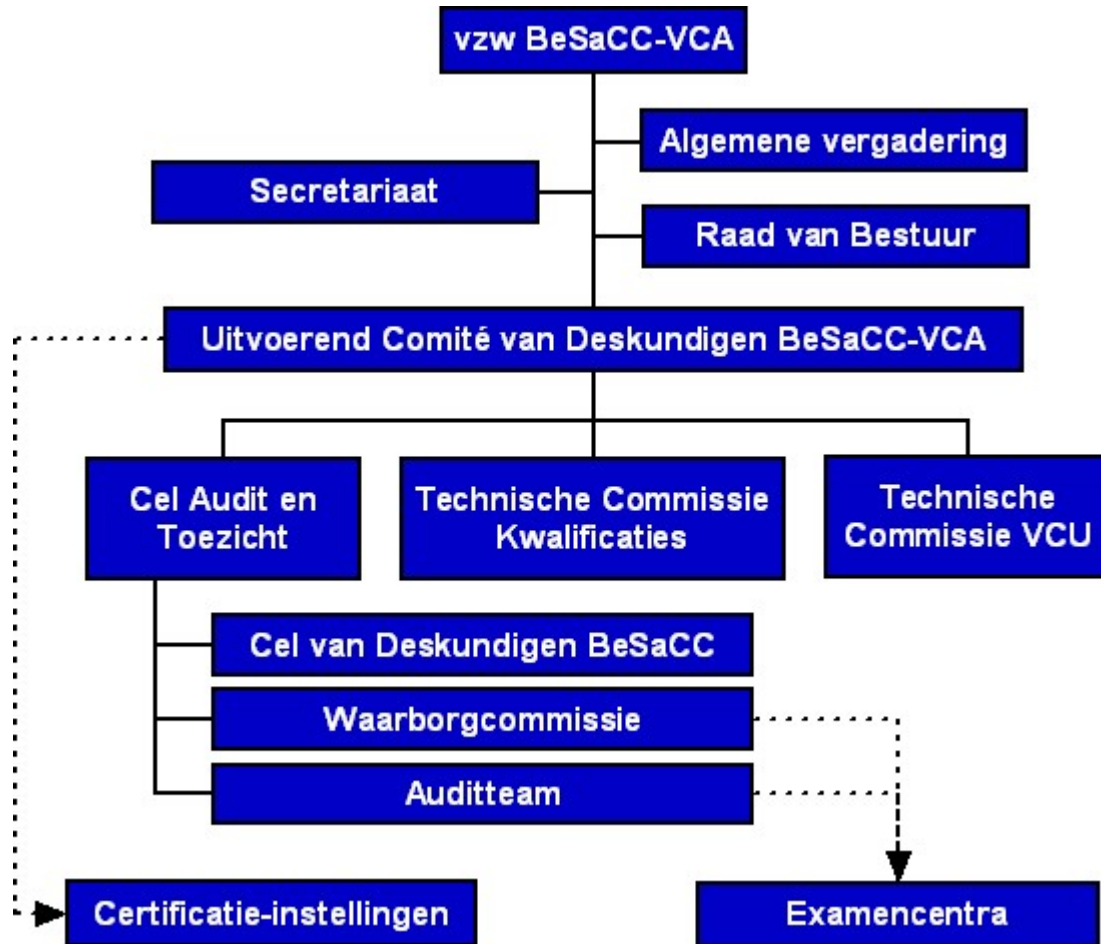 vzw BeSaCC-VCA
Algemene vergadering
Secretariaat
Raad van Bestuur
Uitvoerend Comité van Deskundigen BeSaCC-VCA
Cel Audit en
Toezicht
Technische Commissie
Kwalificaties
Technische
Commissie VCU
Cel van Deskundigen BeSaCC
Waarborgcommissie
Auditteam
Certificatie-instellingen
Examencentra